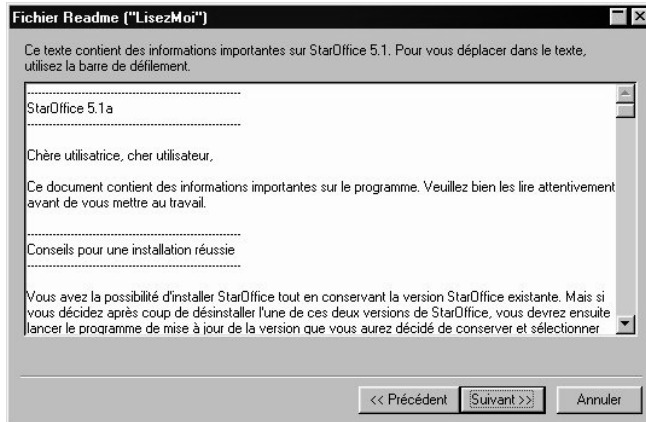 Fichier Readme ("LisezMoi")
Ce texte contient des informations importantes sur StarOffice 5.1. Pour vous déplacer dans le texte,
utilisez la barre de défilement.
------------------------------------------------------
StarOffice 5.1a
------------------------------------------------------
Chère utilisatrice, cher utilisateur,
Ce document contient des informations importantes sur le programme. Veuillez bien les lire attentivement
avant de vous mettre au travail.
------------------------------------------------------
Conseils pour une installation réussie
------------------------------------------------------
Vous avez la possibilité d'installer StarOffice tout en conservant la version StarOffice existante. Mais si
vous décidez après coup de désinstaller l'une de ces deux versions de StarOffice, vous devrez ensuite
lancer le programme de mise à jour de la version que vous aurez décidé de conserver et sélectionner
<< Précédent Suivant >> Annuler